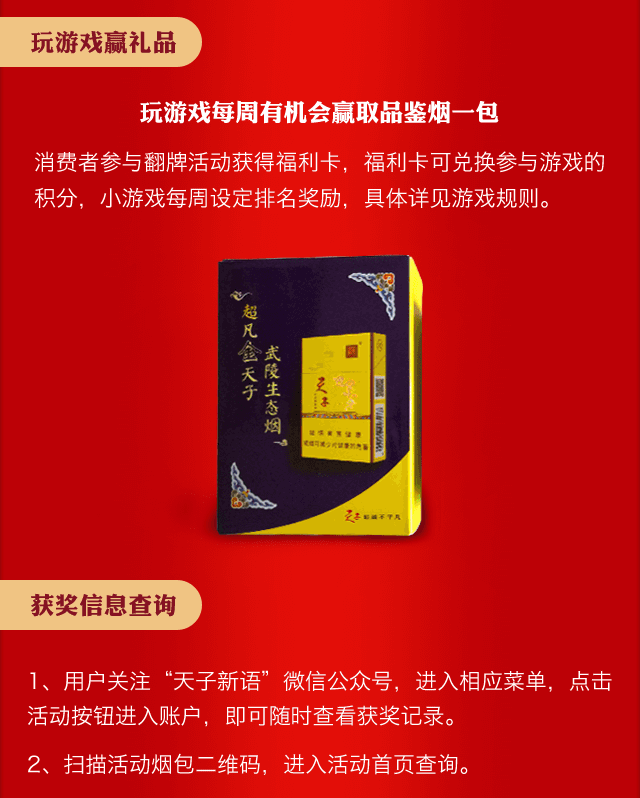 玩游戏赢礼品
玩游戏每周有机会赢取品鉴烟一包
消费者参与翻牌活动获得福利卡，福利卡可兑换参与游戏的
积分，小游戏每周设定排名奖励，具体详见游戏规则。
超凡金天子
武陵生态烟
天子
天子
获奖信息查询
1、用户关注“天子新语”微信公众号，进入相应菜单，点击
活动按钮进入账户，即可随时查看获奖记录。
2、扫描活动烟包二维码，进入活动首页查询。